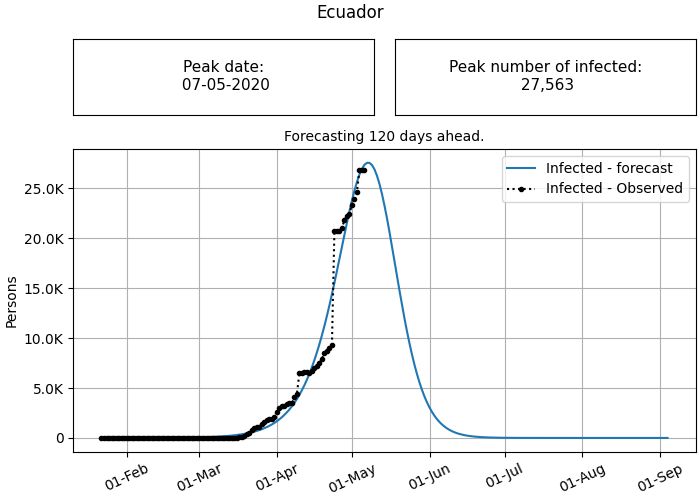 Ecuador
Peak date:
07-05-2020
Peak number of infected:
27,563
Forecasting 120 days ahead.
Infected - forecast
Infected - Observed
Persons
25.0K
20.0K
15.0K
10.0K
5.0K
0
01-Feb
01-Mar
01-Apr
01-May
01-Jun
01-Jul
01-Aug
01-Sep